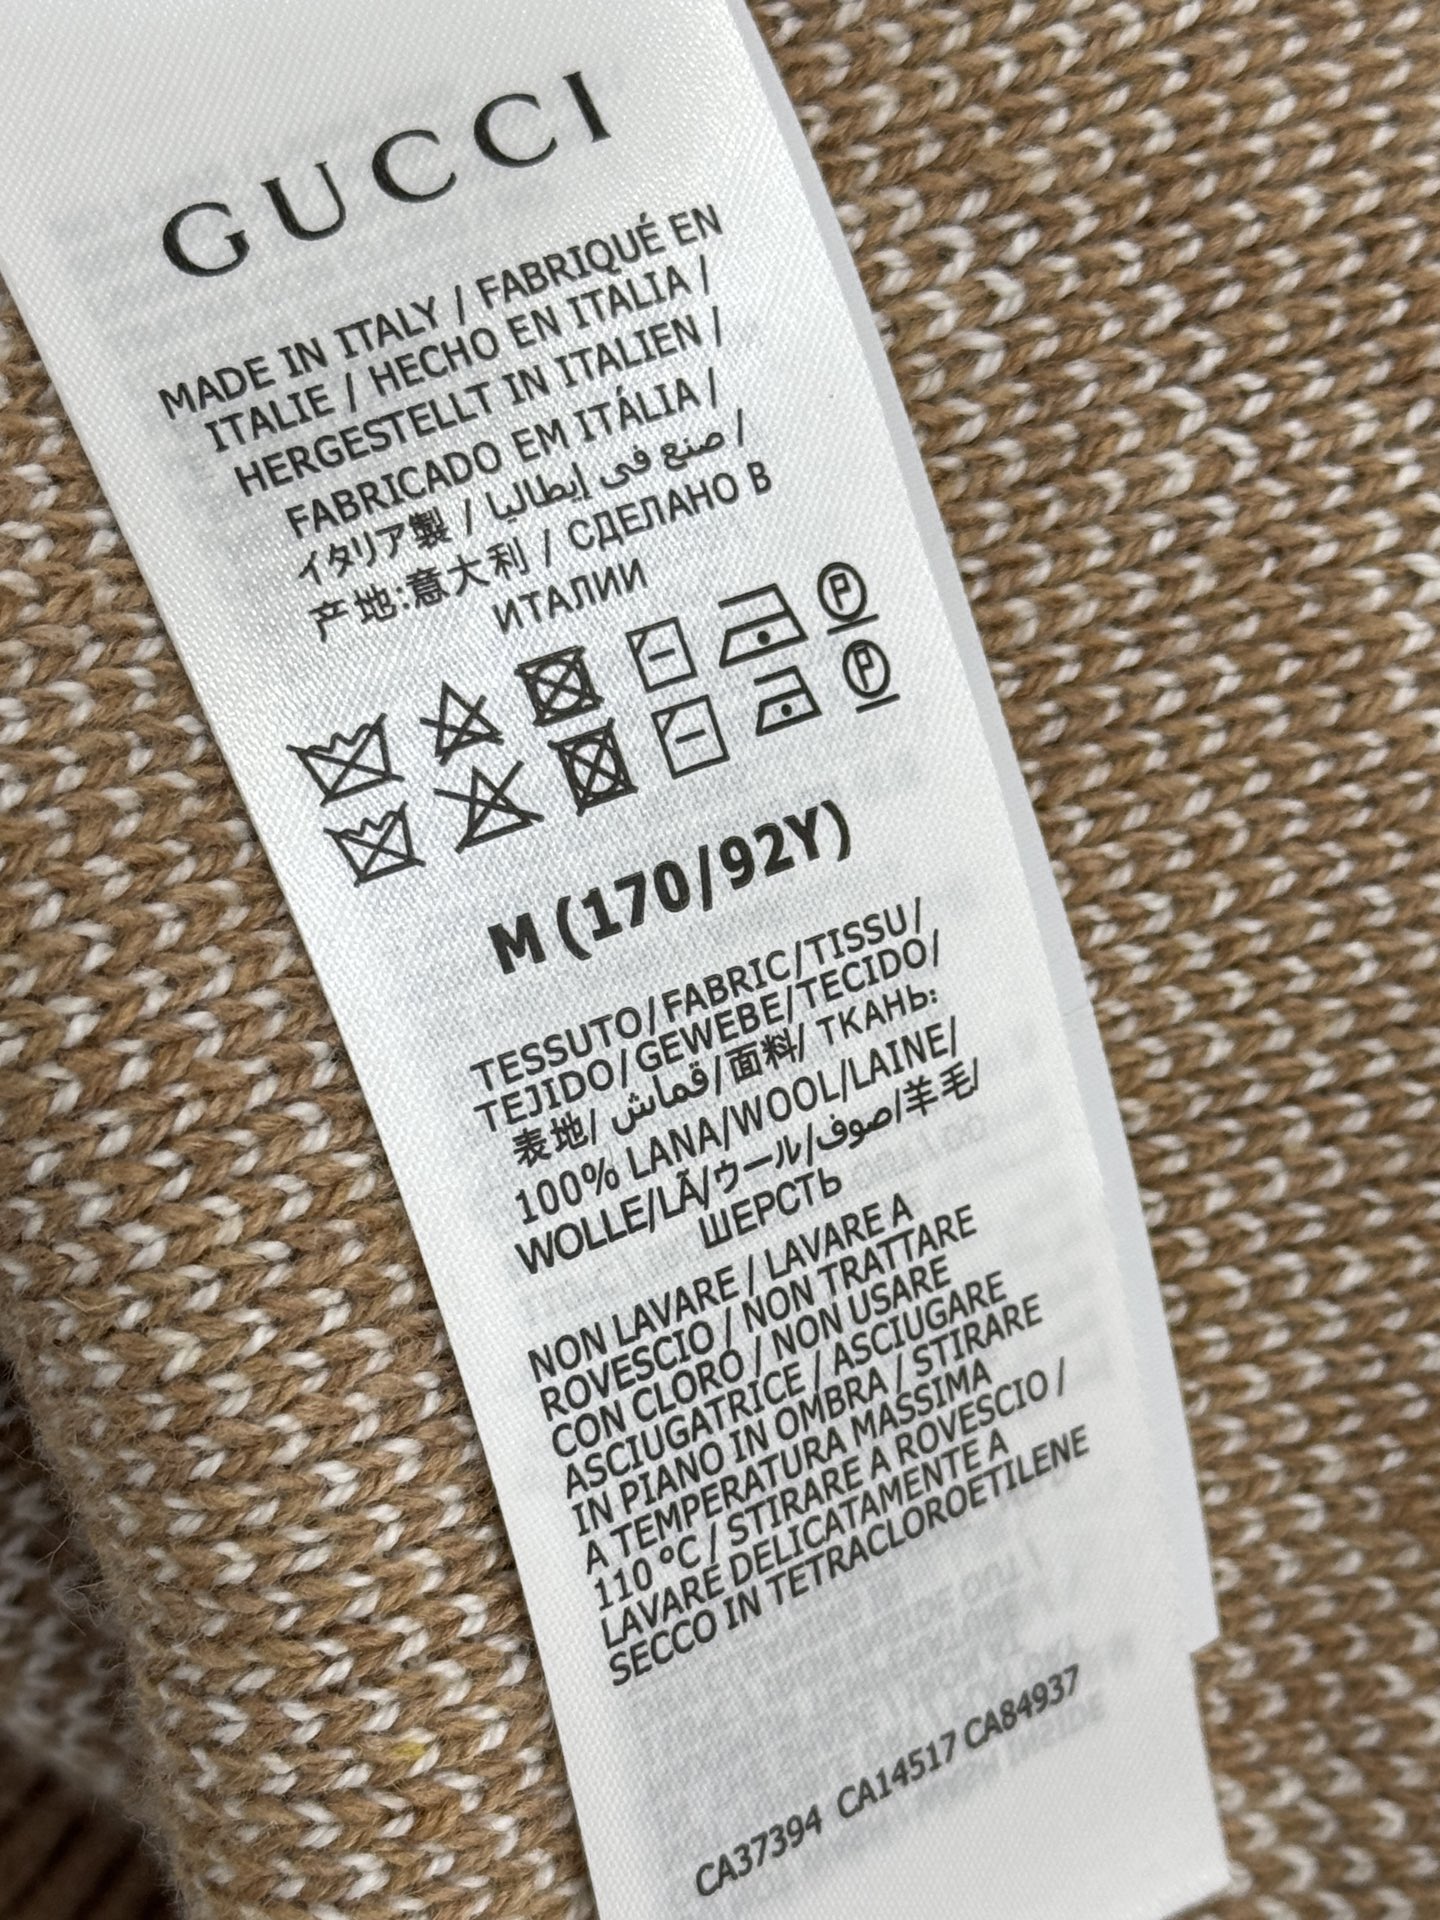 GUCCI
MADE IN ITALY / FABRIQUÉ EN
ITALIE / HECHO EN ITALIA /
HERGESTELLT IN ITALIEN /
FABRICADO EM ITÁLIA /
イタリア製 / صنع في إيطاليا /
产地:意大利 / СДЕЛАНО В
ИТАЛИИ
M (170/92Y)
TESSUTO/FABRIC/TISSU/
TEJIDO/GEWEBE/TECIDO/
表地/ قماش/面料/ ТКАНЬ:
100% LANA/WOOL/LAINE/
WOLLE/LÃ/ウール/صوف/羊毛/
ШЕРСТЬ
NON LAVARE / LAVARE A
ROVESCIO / NON TRATTARE
CON CLORO / NON USARE
ASCIUGATRICE / ASCIUGARE
IN PIANO IN OMBRA / STIRARE
A TEMPERATURA MASSIMA
110 °C / STIRARE A ROVESCIO /
LAVARE DELICATAMENTE A
SECCO IN TETRACLOROETILENE
CA37394 CA14517 CA84937